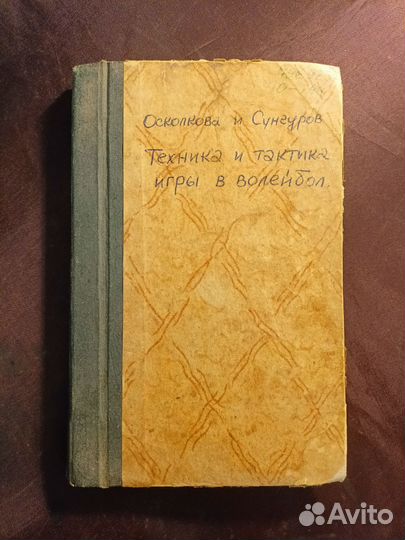 Осколкова и Сунгуров
Техника и тактика
игры в волейбол.
Avito